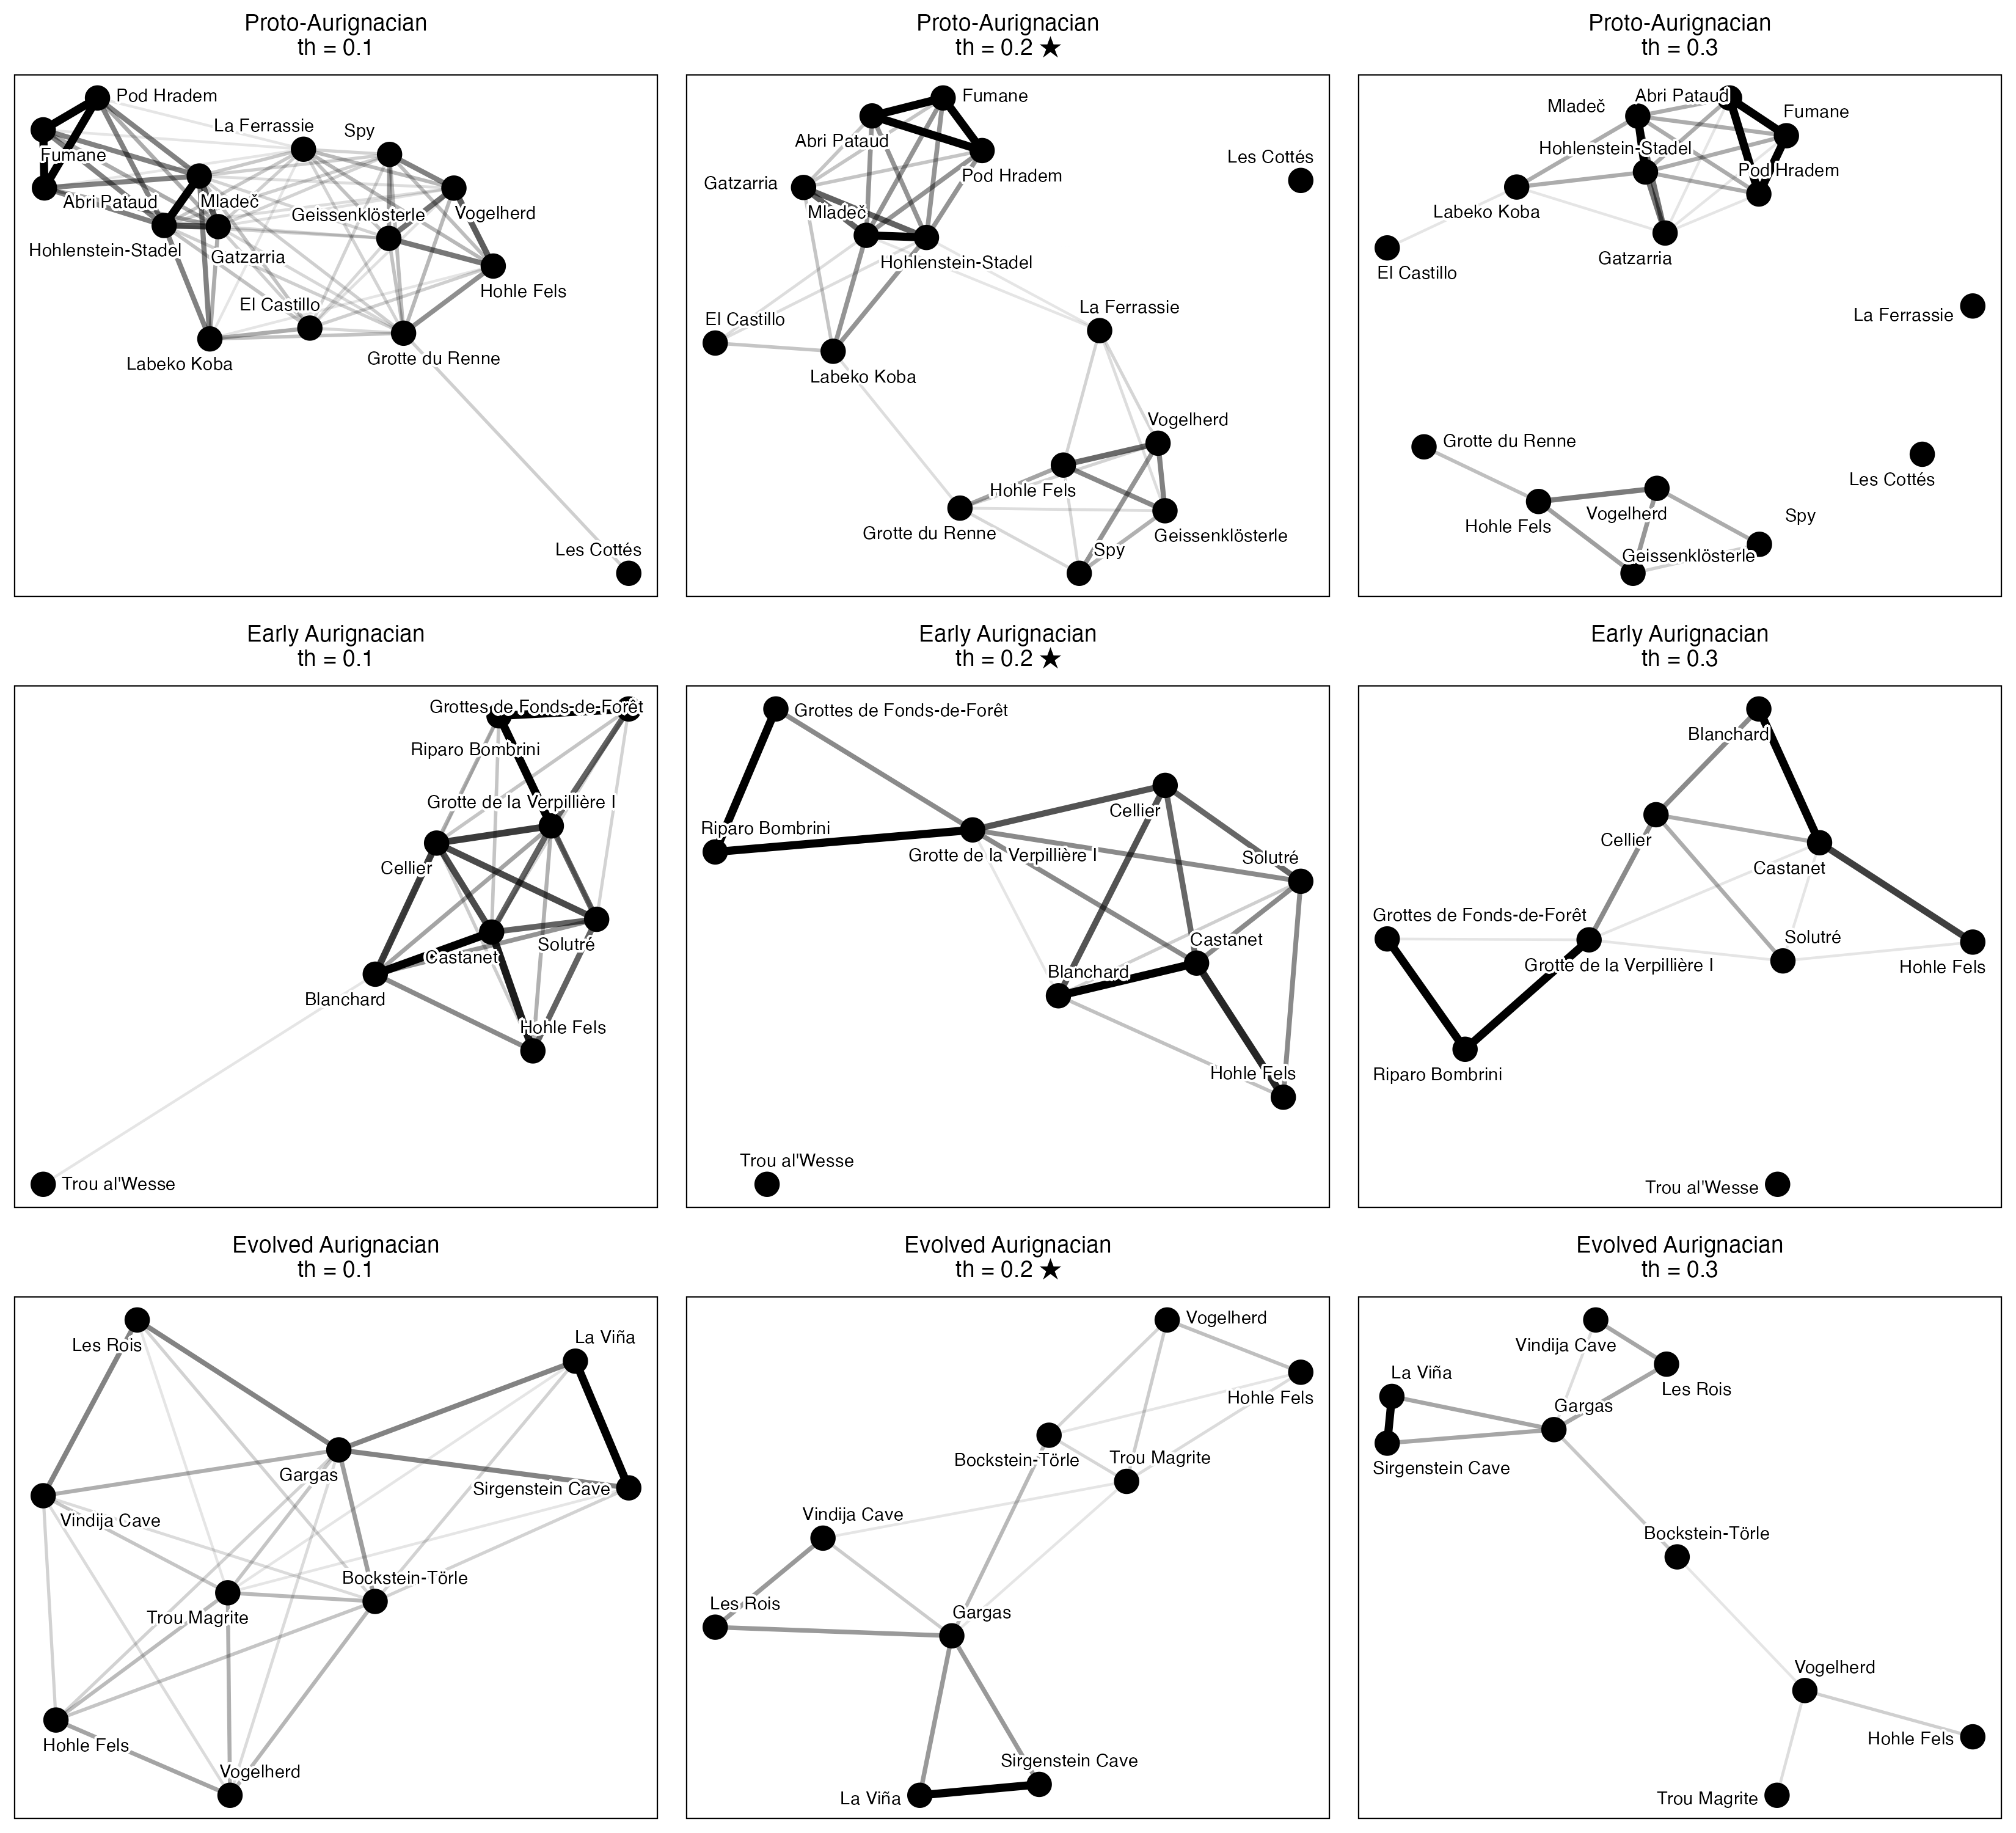 Proto-Aurignacian
th = 0.1
Pod Hradem
La Ferrassie
Spy
Fumane
Abri Pataud
Mladeč
Geissenklösterle
Vogelherd
Hohlenstein-Stadel
Gatzarria
Hohle Fels
El Castillo
Labeko Koba
Grotte du Renne
Les Cottés
Proto-Aurignacian
th = 0.2 ★
Fumane
Abri Pataud
Les Cottés
Pod Hradem
Gatzarria
Mladeč
Hohlenstein-Stadel
La Ferrassie
El Castillo
Labeko Koba
Vogelherd
Hohle Fels
Grotte du Renne
Geissenklösterle
Spy
Proto-Aurignacian
th = 0.3
Abri Pataud
Mladeč
Fumane
Hohlenstein-Stadel
Pod Hradem
Labeko Koba
Gatzarria
El Castillo
La Ferrassie
Grotte du Renne
Les Cottés
Hohle Fels
Vogelherd
Spy
Geissenklösterle
Early Aurignacian
th = 0.1
Grottes de Fonds-de-Forêt
Riparo Bombrini
Grotte de la Verpillière I
Cellier
Solutré
Castanet
Blanchard
Hohle Fels
Trou al'Wesse
Early Aurignacian
th = 0.2 ★
Grottes de Fonds-de-Forêt
Cellier
Riparo Bombrini
Grotte de la Verpillière I
Solutré
Castanet
Blanchard
Hohle Fels
Trou al'Wesse
Early Aurignacian
th = 0.3
Blanchard
Cellier
Castanet
Grottes de Fonds-de-Forêt
Solutré
Grotte de la Verpillière I
Hohle Fels
Riparo Bombrini
Trou al'Wesse
Evolved Aurignacian
th = 0.1
La Viña
Les Rois
Gargas
Sirgenstein Cave
Vindija Cave
Bockstein-Törle
Trou Magrite
Hohle Fels
Vogelherd
Evolved Aurignacian
th = 0.2 ★
Vogelherd
Hohle Fels
Bockstein-Törle
Trou Magrite
Vindija Cave
Les Rois
Gargas
Sirgenstein Cave
La Viña
Evolved Aurignacian
th = 0.3
Vindija Cave
La Viña
Les Rois
Gargas
Sirgenstein Cave
Bockstein-Törle
Vogelherd
Hohle Fels
Trou Magrite